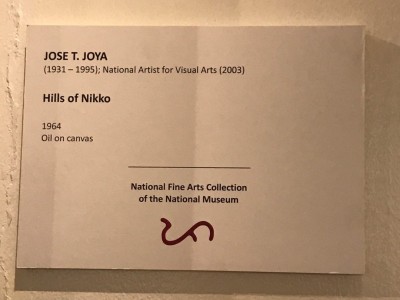 JOSE T. JOYA
(1931 – 1995); National Artist for Visual Arts (2003)
Hills of Nikko
1964
Oil on canvas
National Fine Arts Collection
of the National Museum